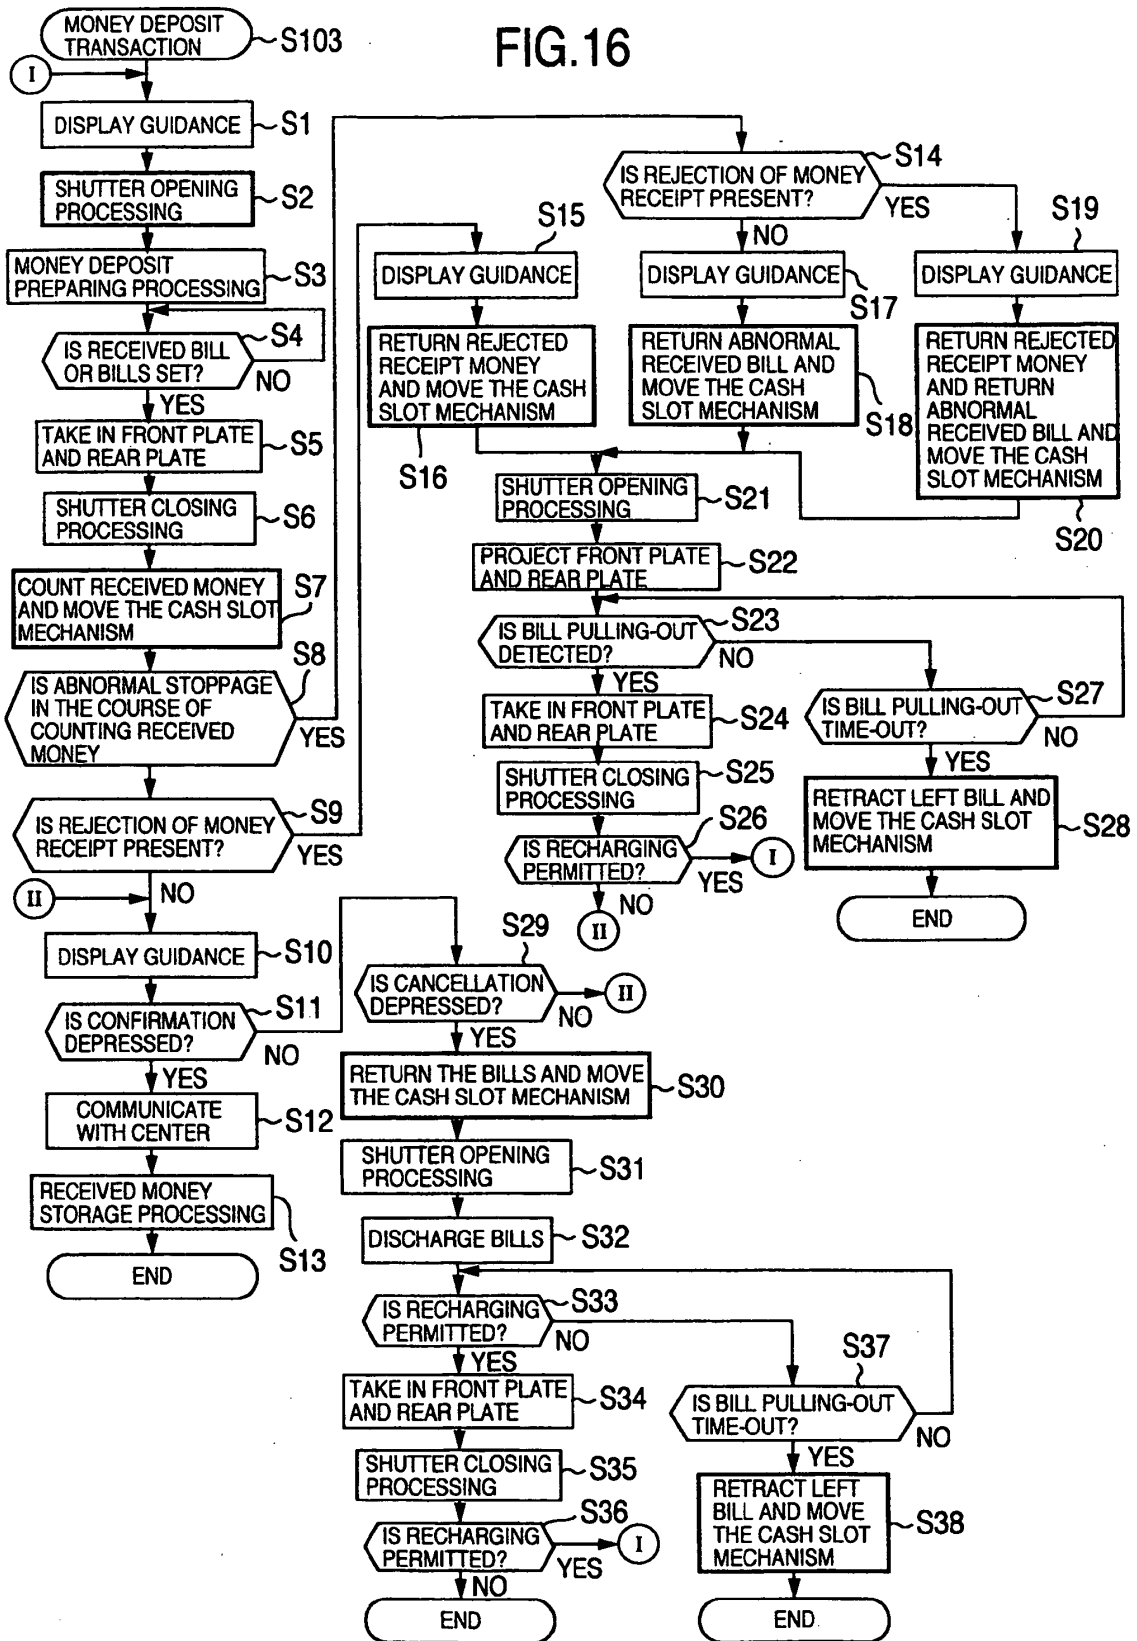 FIG.16
MONEY DEPOSIT
TRANSACTION
S103
I
DISPLAY GUIDANCE
S1
SHUTTER OPENING
PROCESSING
S2
MONEY DEPOSIT
PREPARING PROCESSING
S3
S4
IS RECEIVED BILL
OR BILLS SET?
NO
YES
TAKE IN FRONT PLATE
AND REAR PLATE
S5
SHUTTER CLOSING
PROCESSING
S6
COUNT RECEIVED MONEY
AND MOVE THE CASH SLOT
MECHANISM
S7
S8
IS ABNORMAL STOPPAGE
IN THE COURSE OF
COUNTING RECEIVED
MONEY
YES
S9
IS REJECTION OF MONEY
RECEIPT PRESENT?
YES
II
NO
DISPLAY GUIDANCE
S10
S11
IS CONFIRMATION
DEPRESSED?
NO
YES
COMMUNICATE
WITH CENTER
S12
RECEIVED MONEY
STORAGE PROCESSING
S13
END
S14
IS REJECTION OF MONEY
RECEIPT PRESENT?
YES
NO
S15
DISPLAY GUIDANCE
RETURN REJECTED
RECEIPT MONEY
AND MOVE THE CASH
SLOT MECHANISM
S16
DISPLAY GUIDANCE
S17
RETURN ABNORMAL
RECEIVED BILL AND
MOVE THE CASH
SLOT MECHANISM
S18
S19
DISPLAY GUIDANCE
RETURN REJECTED
RECEIPT MONEY
AND RETURN
ABNORMAL
RECEIVED BILL AND
MOVE THE CASH
SLOT MECHANISM
S20
SHUTTER OPENING
PROCESSING
S21
PROJECT FRONT PLATE
AND REAR PLATE
S22
S23
IS BILL PULLING-OUT
DETECTED?
NO
YES
TAKE IN FRONT PLATE
AND REAR PLATE
S24
SHUTTER CLOSING
PROCESSING
S25
S26
IS RECHARGING
PERMITTED?
YES
I
NO
II
S27
IS BILL PULLING-OUT
TIME-OUT?
NO
YES
RETRACT LEFT BILL AND
MOVE THE CASH SLOT
MECHANISM
S28
END
S29
IS CANCELLATION
DEPRESSED?
NO
II
YES
RETURN THE BILLS AND MOVE
THE CASH SLOT MECHANISM
S30
SHUTTER OPENING
PROCESSING
S31
DISCHARGE BILLS
S32
S33
IS RECHARGING
PERMITTED?
NO
YES
TAKE IN FRONT PLATE
AND REAR PLATE
S34
SHUTTER CLOSING
PROCESSING
S35
S36
IS RECHARGING
PERMITTED?
YES
I
NO
END
S37
IS BILL PULLING-OUT
TIME-OUT?
NO
YES
RETRACT LEFT
BILL AND MOVE
THE CASH SLOT
MECHANISM
S38
END